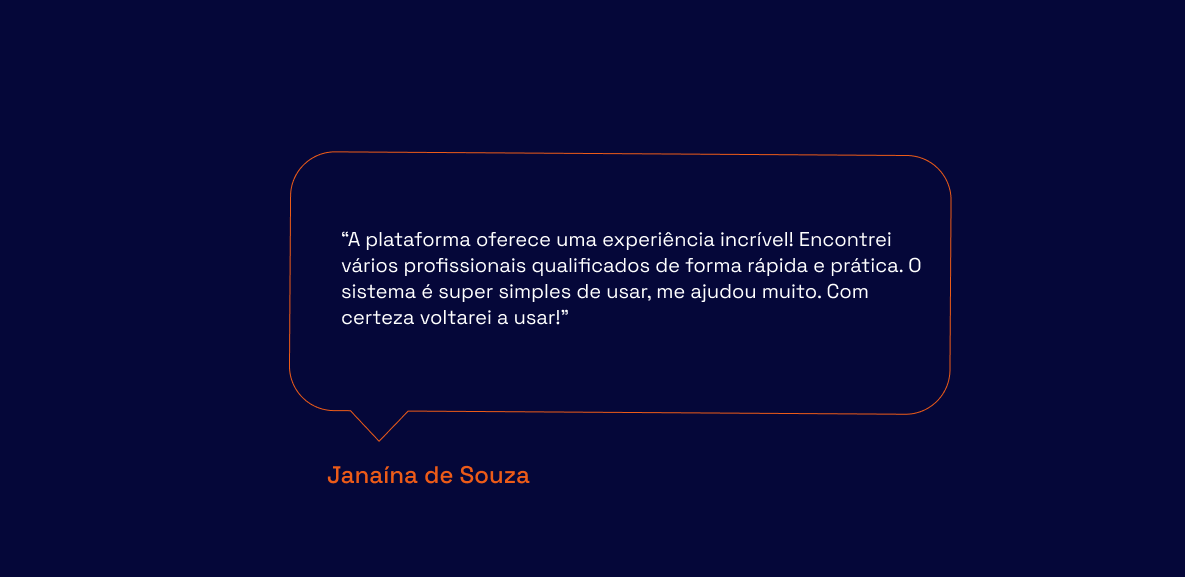 “A plataforma oferece uma experiência incrível! Encontrei
vários profissionais qualificados de forma rápida e prática. O
sistema é super simples de usar, me ajudou muito. Com
certeza voltarei a usar!”
Janaína de Souza